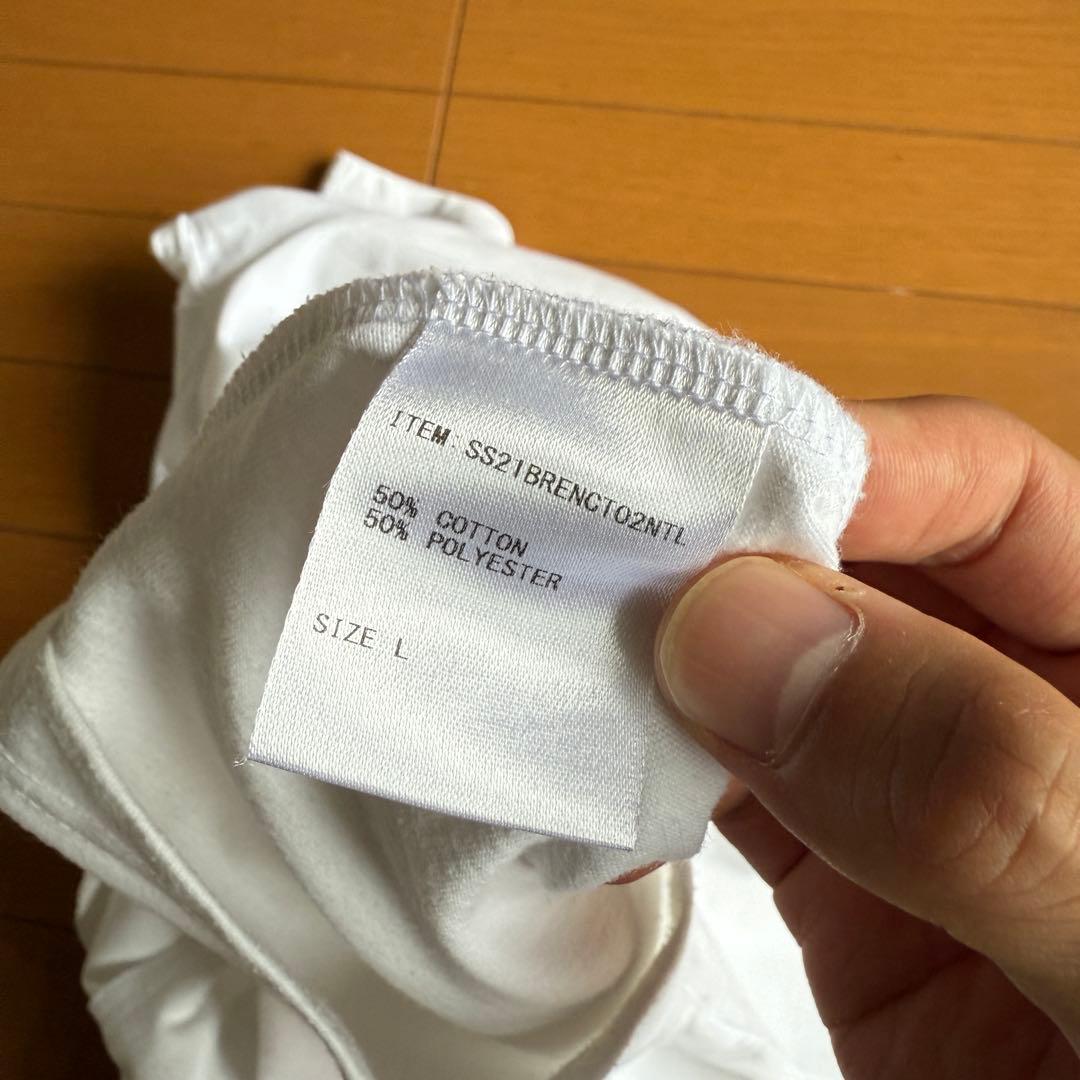 ITEM: SS21BRENCT02NTL
50% COTTON
50% POLYESTER
SIZE L